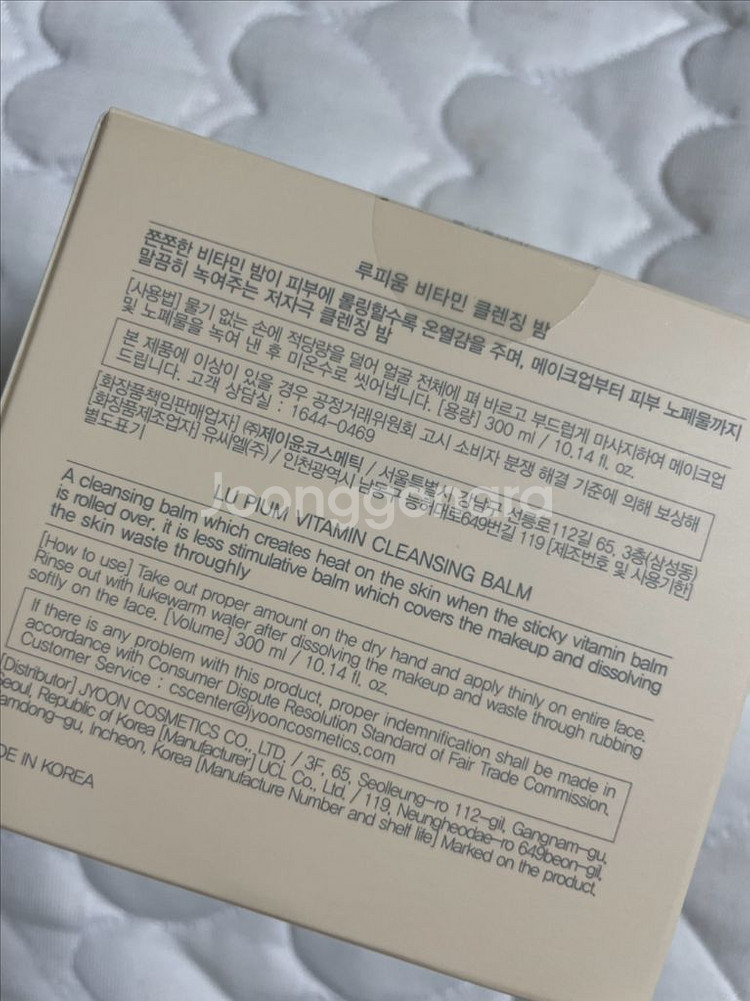 루피움 비타민 클렌징 밤
쫀쫀한 비타민 밤이 피부에 롤링할수록 온열감을 주며, 메이크업부터 피부 노폐물까지
말끔히 녹여주는 저자극 클렌징 밤
[사용법] 물기 없는 손에 적당량을 덜어 얼굴 전체에 펴 바르고 부드럽게 마사지하여 메이크업
및 노폐물을 녹여 낸 후 미온수로 씻어냅니다. [용량] 300 ml / 10.14 fl. oz.
본 제품에 이상이 있을 경우 공정거래위원회 고시 소비자 분쟁 해결 기준에 의해 보상해
드립니다. 고객 상담실 : 1644-0469
[화장품책임판매업자] ㈜제이윤코스메틱 / 서울특별시 강남구 선릉로112길 65, 3층(삼성동)
[화장품제조업자] 유씨엘(주) / 인천광역시 남동구 능허대로649번길 119 [제조번호 및 사용기한]
별도표기
Joonggonara
LU PIUM VITAMIN CLEANSING BALM
A cleansing balm which creates heat on the skin when the sticky vitamin balm
is rolled over. it is less stimulative balm which covers the makeup and dissolving
the skin waste throughly
[How to use] Take out proper amount on the dry hand and apply thinly on entire face.
Rinse out with lukewarm water after dissolving the makeup and waste through rubbing
softly on the face. [Volume] 300 ml / 10.14 fl. oz.
If there is any problem with this product, proper indemnification shall be made in
accordance with Consumer Dispute Resolution Standard of Fair Trade Commission.
Customer Service : cscenter@jyooncosmetics.com
[Distributor] JYOON COSMETICS CO., LTD. / 3F, 65, Seolleung-ro 112-gil, Gangnam-gu,
Seoul, Republic of Korea [Manufacturer] UCL Co., Ltd. / 119, Neungheodae-ro 649beon-gil,
amdong-gu, Incheon, Korea [Manufacture Number and shelf life] Marked on the product.
DE IN KOREA